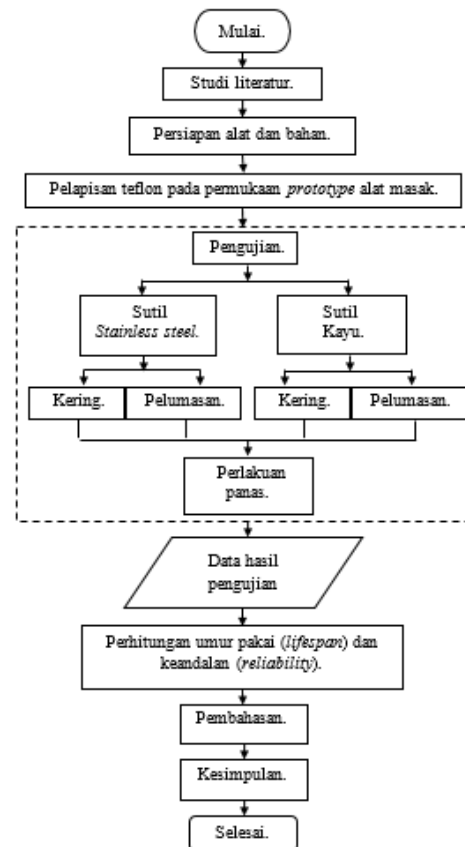 Mulai.
Studi literatur.
Persiapan alat dan bahan.
Pelapisan teflon pada permukaan prototype alat masak.
Pengujian.
Sutil
Stainless steel.
Sutil
Kayu.
Kering.
Pelumasan.
Kering.
Pelumasan.
Perlakuan
panas.
Data hasil
pengujian
Perhitungan umur pakai (lifespan) dan
keandalan (reliability).
Pembahasan.
Kesimpulan.
Selesai.